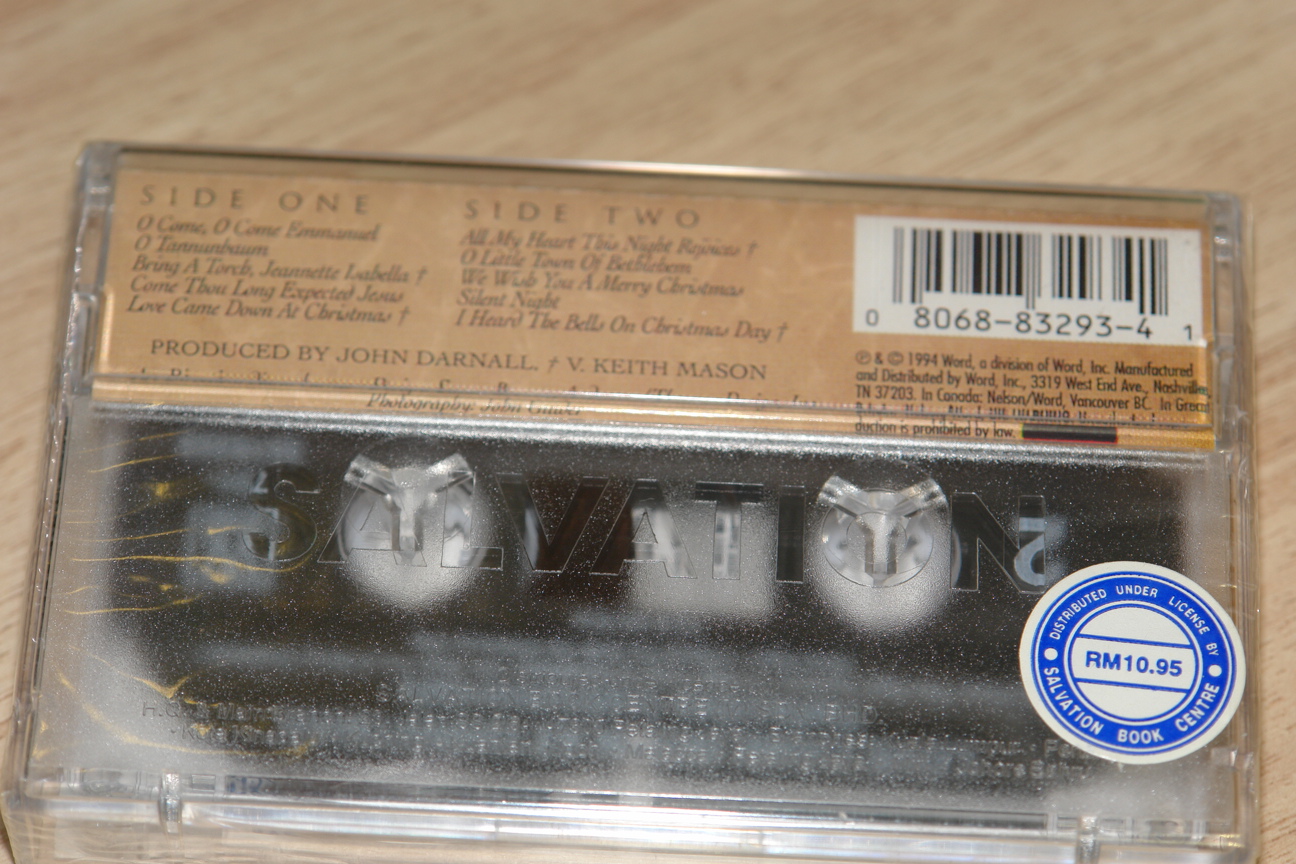 SIDE ONE
O Come, O Come Emmanuel
O Tannunbaum
Bring A Torch, Jeannette Isabella †
Come Thou Long Expected Jesus
Love Came Down At Christmas †
SIDE TWO
All My Heart This Night Rejoices †
O Little Town Of Bethlehem
We Wish You A Merry Christmas
Silent Night
I Heard The Bells On Christmas Day †
PRODUCED BY JOHN DARNALL, † V. KEITH MASON
Photography: John
0 8068-83293-4 1
℗ & © 1994 Word, a division of Word, Inc. Manufactured
and Distributed by Word, Inc., 3319 West End Ave., Nashville,
TN 37203. In Canada: Nelson/Word, Vancouver BC. In Great
duction is prohibited by law.
SALVATION
DISTRIBUTED UNDER LICENSE BY
RM10.95
SALVATION BOOK CENTRE